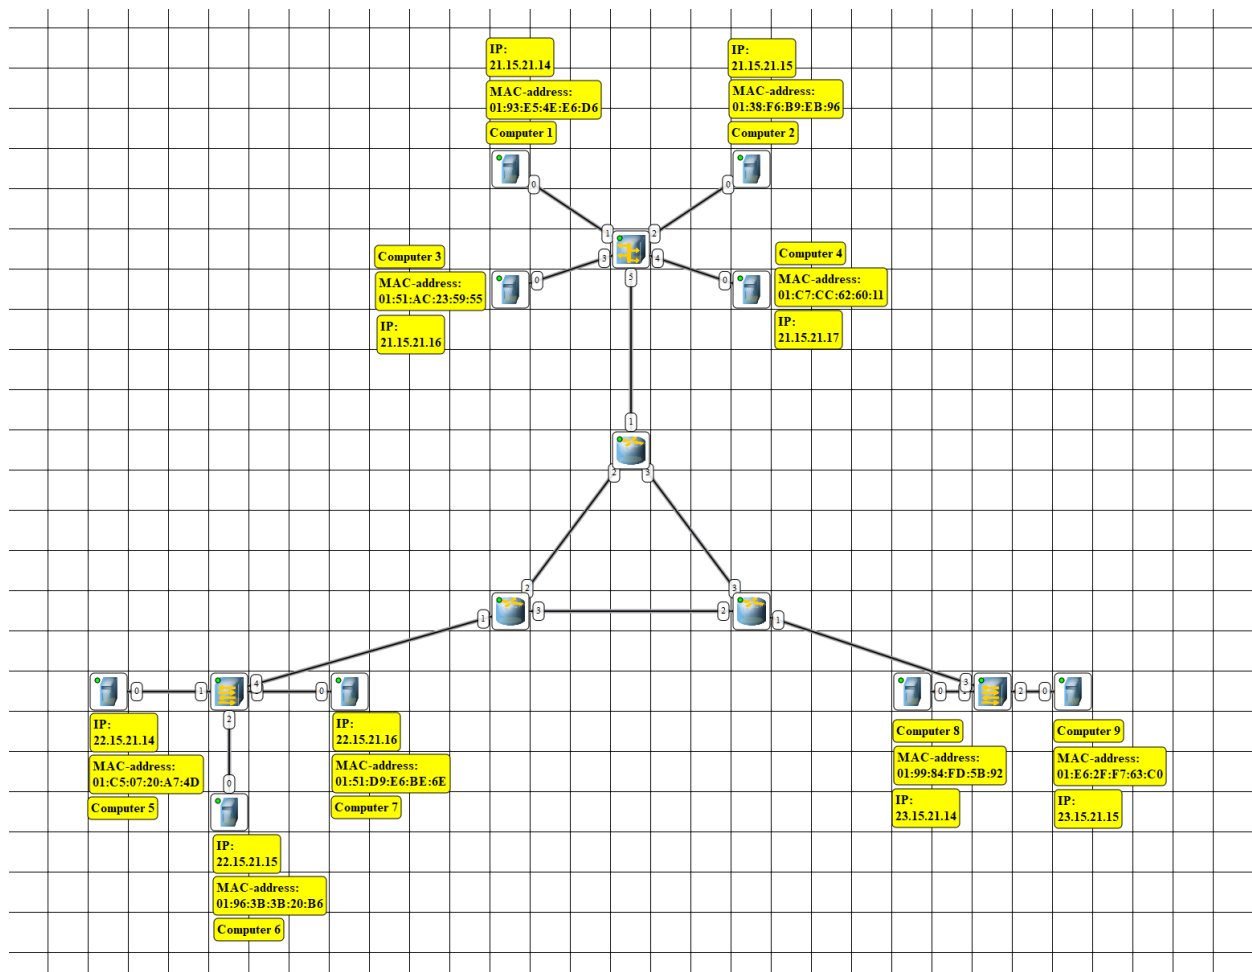 IP:
21.15.21.14
MAC-address:
01:93:E5:4E:E6:D6
Computer 1
IP:
21.15.21.15
MAC-address:
01:38:F6:B9:EB:96
Computer 2
0
0
1
2
Computer 3
MAC-address:
01:51:AC:23:59:55
IP:
21.15.21.16
0
3
4
0
5
Computer 4
MAC-address:
01:C7:CC:62:60:11
IP:
21.15.21.17
1
2
3
2
3
1
3
2
1
0
1
4
0
2
0
IP:
22.15.21.14
MAC-address:
01:C5:07:20:A7:4D
Computer 5
IP:
22.15.21.16
MAC-address:
01:51:D9:E6:BE:6E
Computer 7
IP:
22.15.21.15
MAC-address:
01:96:3B:3B:20:B6
Computer 6
0
3
2
0
Computer 8
MAC-address:
01:99:84:FD:5B:92
IP:
23.15.21.14
Computer 9
MAC-address:
01:E6:2F:F7:63:C0
IP:
23.15.21.15